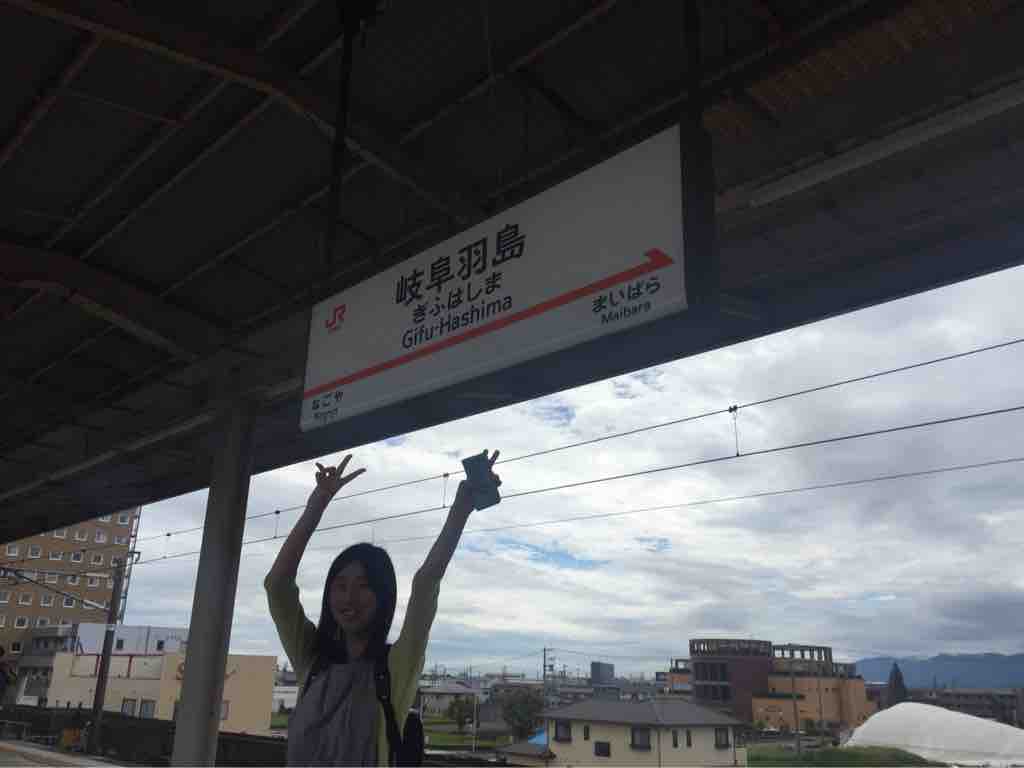 JR
岐阜羽島
ぎふはしま
Gifu-Hashima
なごや
Nagoya
まいばら
Maibara